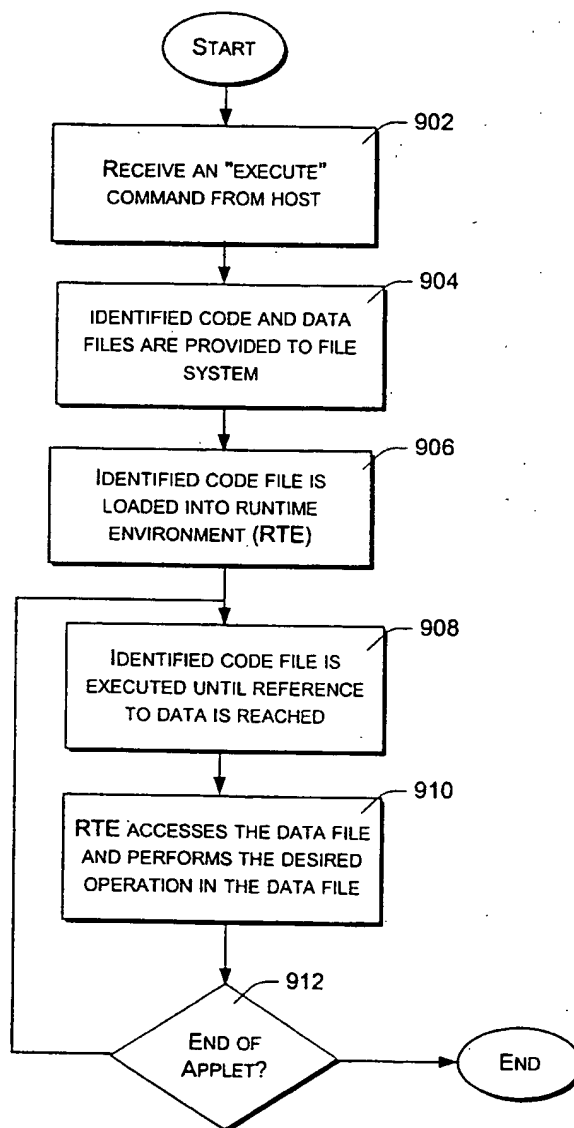 START
902
RECEIVE AN "EXECUTE"
COMMAND FROM HOST
904
IDENTIFIED CODE AND DATA
FILES ARE PROVIDED TO FILE
SYSTEM
906
IDENTIFIED CODE FILE IS
LOADED INTO RUNTIME
ENVIRONMENT (RTE)
908
IDENTIFIED CODE FILE IS
EXECUTED UNTIL REFERENCE
TO DATA IS REACHED
910
RTE ACCESSES THE DATA FILE
AND PERFORMS THE DESIRED
OPERATION IN THE DATA FILE
912
END OF
APPLET?
END